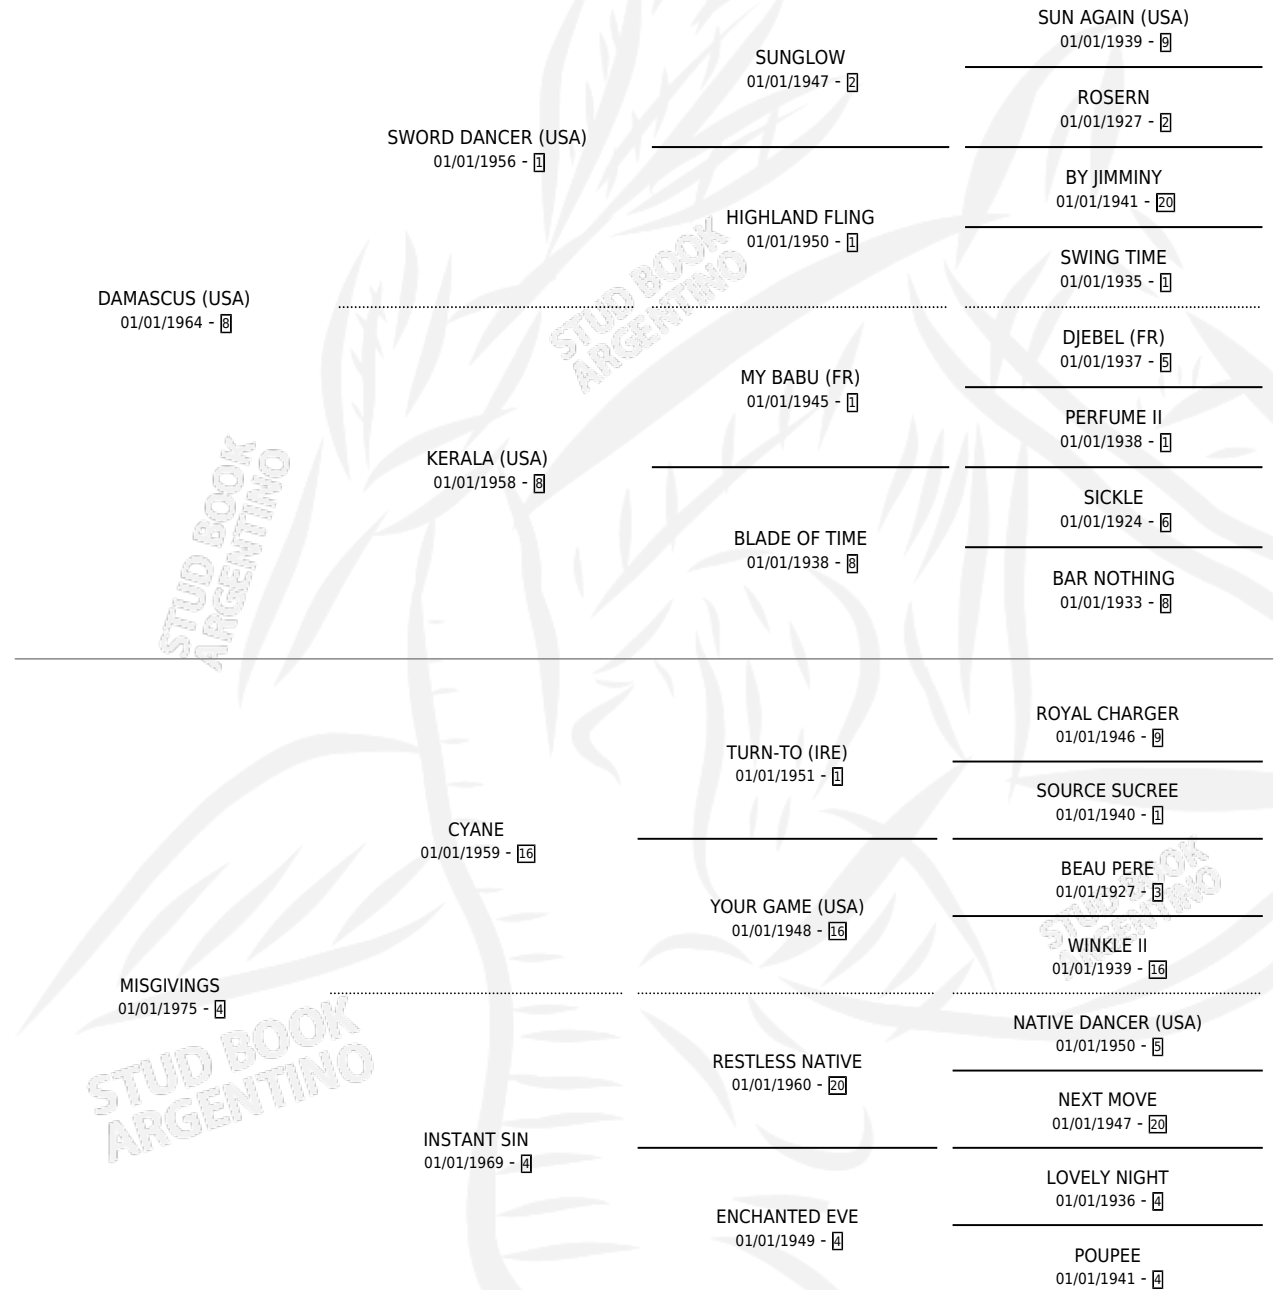 SUN AGAIN (USA)
01/01/1939 - 9
SUNGLOW
01/01/1947 - 2
ROSERN
01/01/1927 - 2
SWORD DANCER (USA)
01/01/1956 - 1
BY JIMMINY
01/01/1941 - 20
HIGHLAND FLING
01/01/1950 - 1
SWING TIME
01/01/1935 - 1
DAMASCUS (USA)
01/01/1964 - 8
DJEBEL (FR)
01/01/1937 - 5
MY BABU (FR)
01/01/1945 - 1
PERFUME II
01/01/1938 - 1
KERALA (USA)
01/01/1958 - 8
SICKLE
01/01/1924 - 6
BLADE OF TIME
01/01/1938 - 8
BAR NOTHING
01/01/1933 - 8
ROYAL CHARGER
01/01/1946 - 9
TURN-TO (IRE)
01/01/1951 - 1
SOURCE SUCREE
01/01/1940 - 1
CYANE
01/01/1959 - 16
BEAU PERE
01/01/1927 - 3
YOUR GAME (USA)
01/01/1948 - 16
WINKLE II
01/01/1939 - 16
MISGIVINGS
01/01/1975 - 4
NATIVE DANCER (USA)
01/01/1950 - 5
RESTLESS NATIVE
01/01/1960 - 20
NEXT MOVE
01/01/1947 - 20
INSTANT SIN
01/01/1969 - 4
LOVELY NIGHT
01/01/1936 - 4
ENCHANTED EVE
01/01/1949 - 4
POUPEE
01/01/1941 - 4
STUD BOOK
ARGENTINO
STUD BOOK
ARGENTINO
STUD BOOK
ARGENTINO
STUD BOOK
ARGENTINO